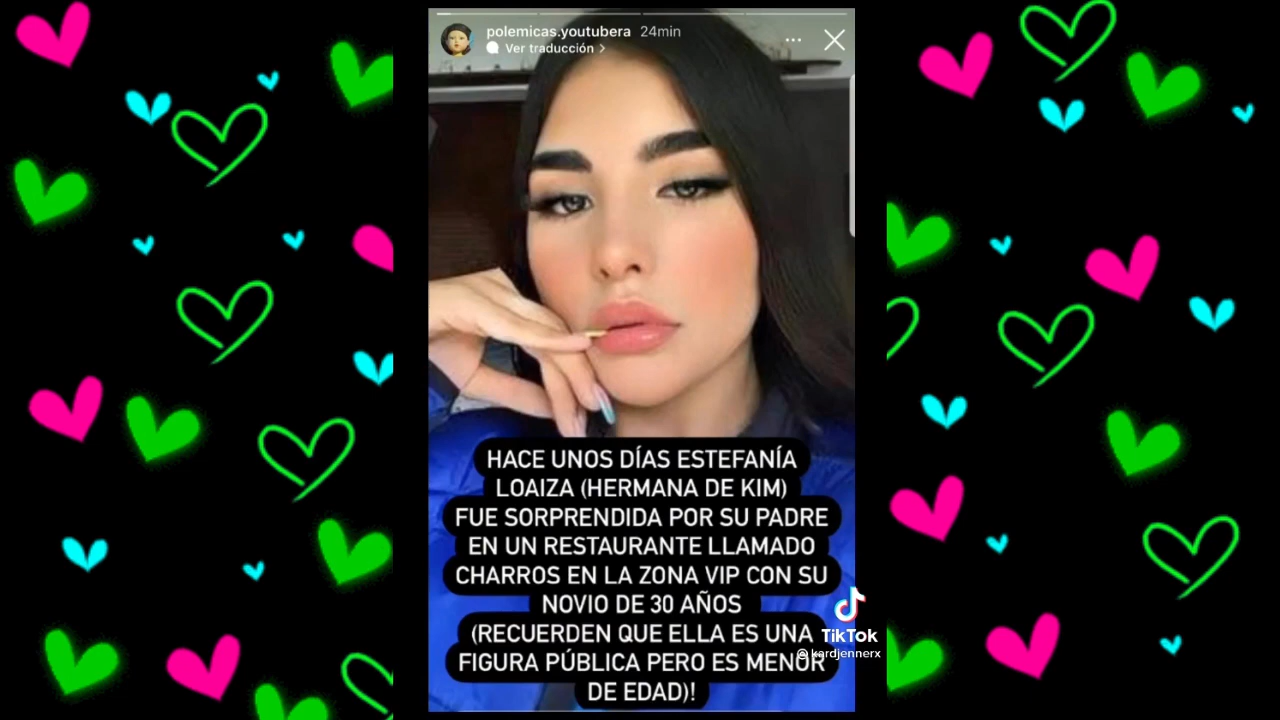 polemicas.youtubera 24min
Ver traducción >
HACE UNOS DÍAS ESTEFANÍA
LOAIZA (HERMANA DE KIM)
FUE SORPRENDIDA POR SU PADRE
EN UN RESTAURANTE LLAMADO
CHARROS EN LA ZONA VIP CON SU
NOVIO DE 30 AÑOS
(RECUERDEN QUE ELLA ES UNA
FIGURA PÚBLICA PERO ES MENOR
DE EDAD)!
TikTok
@kardjennerx